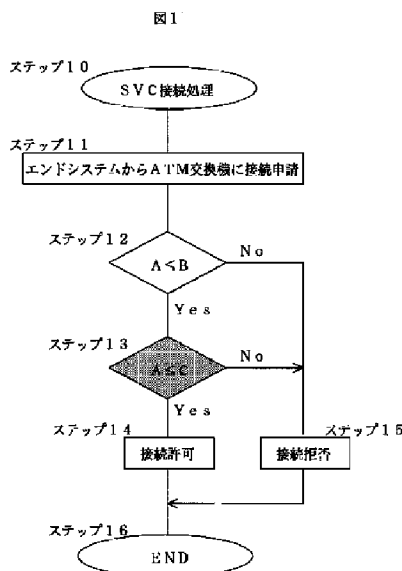 図1
ステップ10
SVC接続処理
ステップ11
エンドシステムからATM交換機に接続申請
ステップ12
A≤B
No
Yes
ステップ13
A≤C
No
Yes
ステップ14
接続許可
ステップ15
接続拒否
ステップ16
END